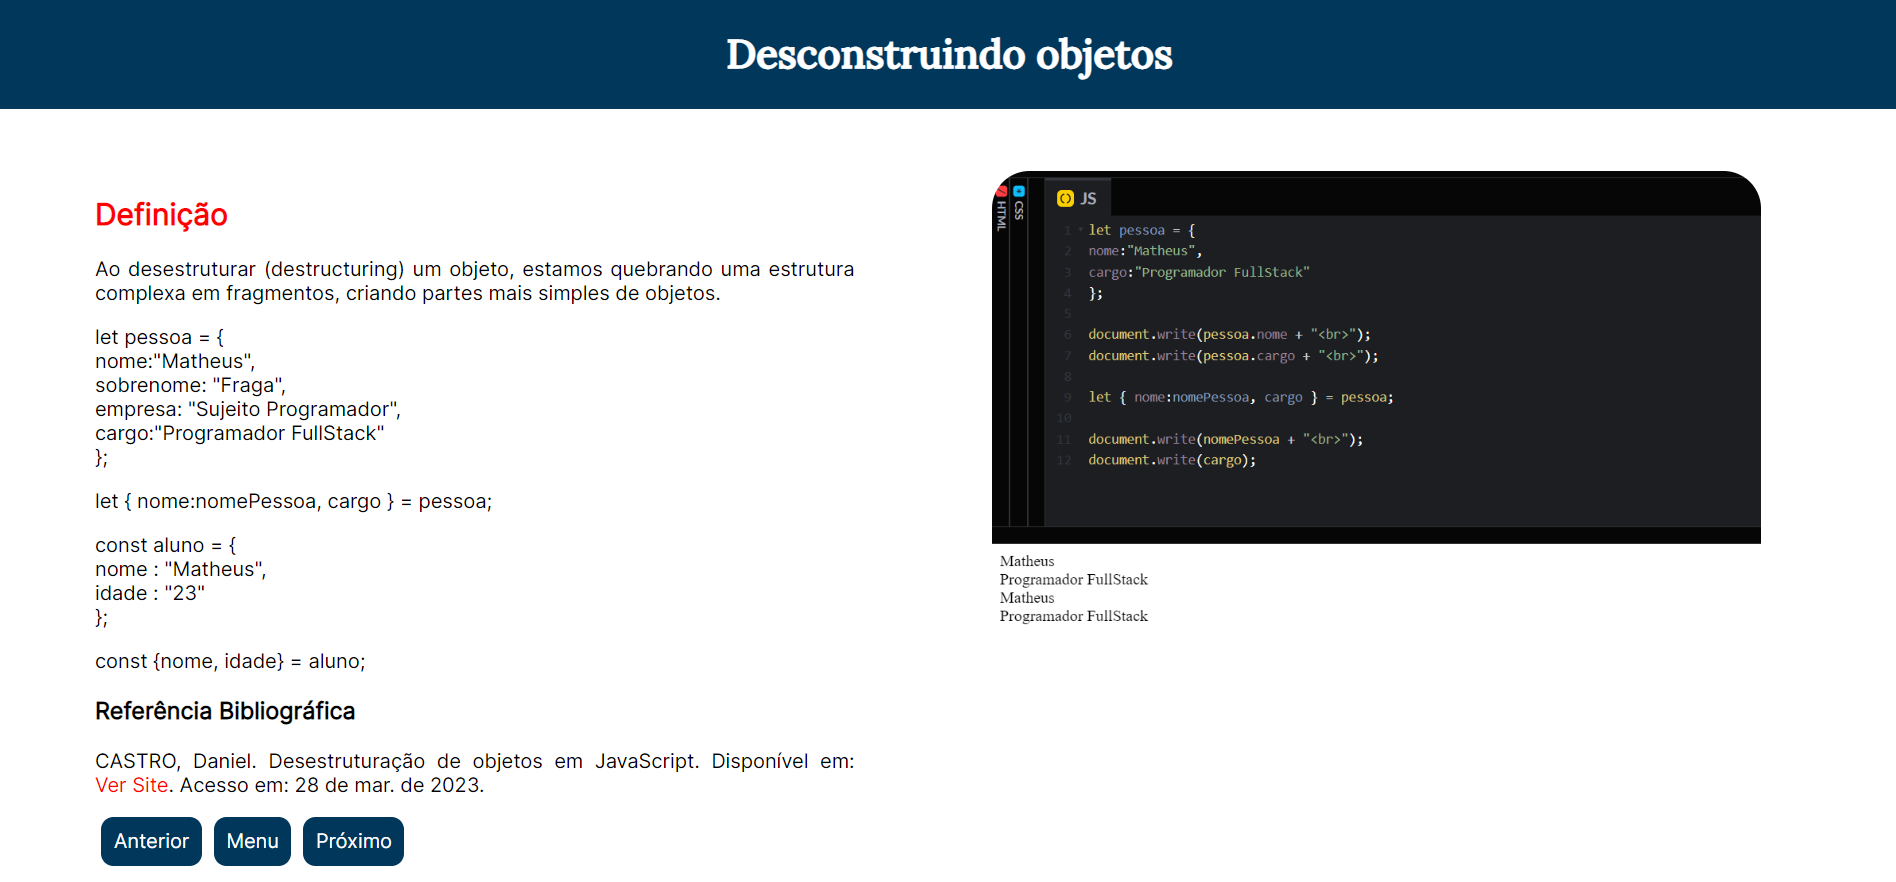 Desconstruindo objetos
Definição
Ao desestruturar (destructuring) um objeto, estamos quebrando uma estrutura
complexa em fragmentos, criando partes mais simples de objetos.
let pessoa = {
nome:"Matheus",
sobrenome: "Fraga",
empresa: "Sujeito Programador",
cargo:"Programador FullStack"
};
let { nome:nomePessoa, cargo } = pessoa;
const aluno = {
nome : "Matheus",
idade : "23"
};
const {nome, idade} = aluno;
Referência Bibliográfica
CASTRO, Daniel. Desestruturação de objetos em JavaScript. Disponível em:
Ver Site. Acesso em: 28 de mar. de 2023.
Anterior
Menu
Próximo
HTML
CSS
JS
1 let pessoa = {
2 nome:"Matheus",
3 cargo:"Programador FullStack"
4 };
5
6 document.write(pessoa.nome + "<br>");
7 document.write(pessoa.cargo + "<br>");
8
9 let { nome:nomePessoa, cargo } = pessoa;
10
11 document.write(nomePessoa + "<br>");
12 document.write(cargo);
Matheus
Programador FullStack
Matheus
Programador FullStack